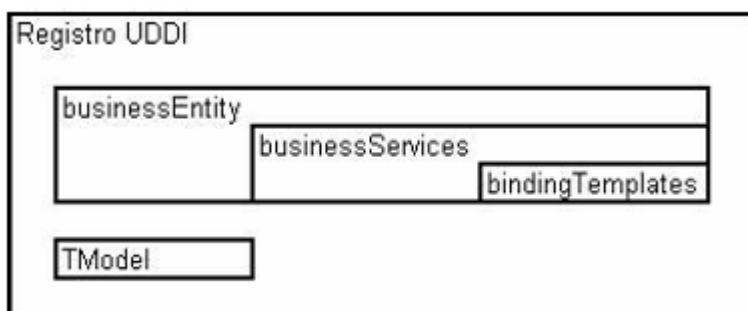 Registro UDDI
businessEntity
businessServices
bindingTemplates
TModel